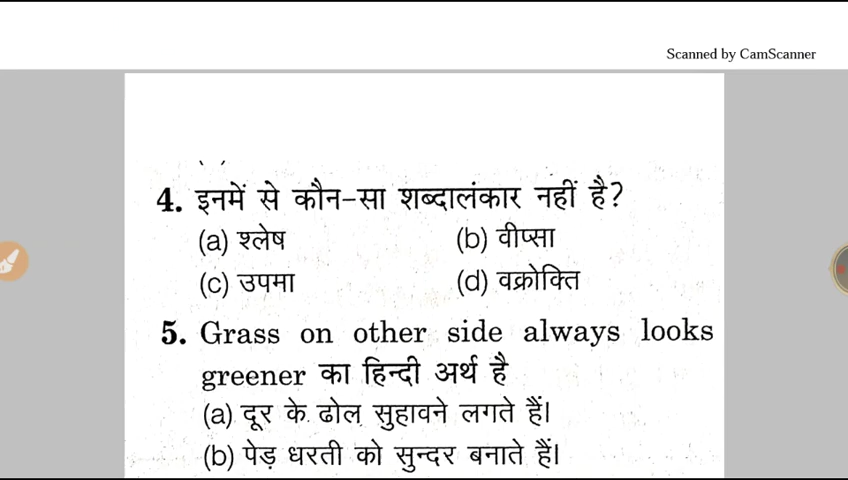 Scanned by CamScanner
4. इनमें से कौन-सा शब्दालंकार नहीं है?
(a) श्लेष (b) वीप्सा
(c) उपमा (d) वक्रोक्ति
5. Grass on other side always looks
greener का हिन्दी अर्थ है
(a) दूर के ढोल सुहावने लगते हैं।
(b) पेड़ धरती को सुन्दर बनाते हैं।